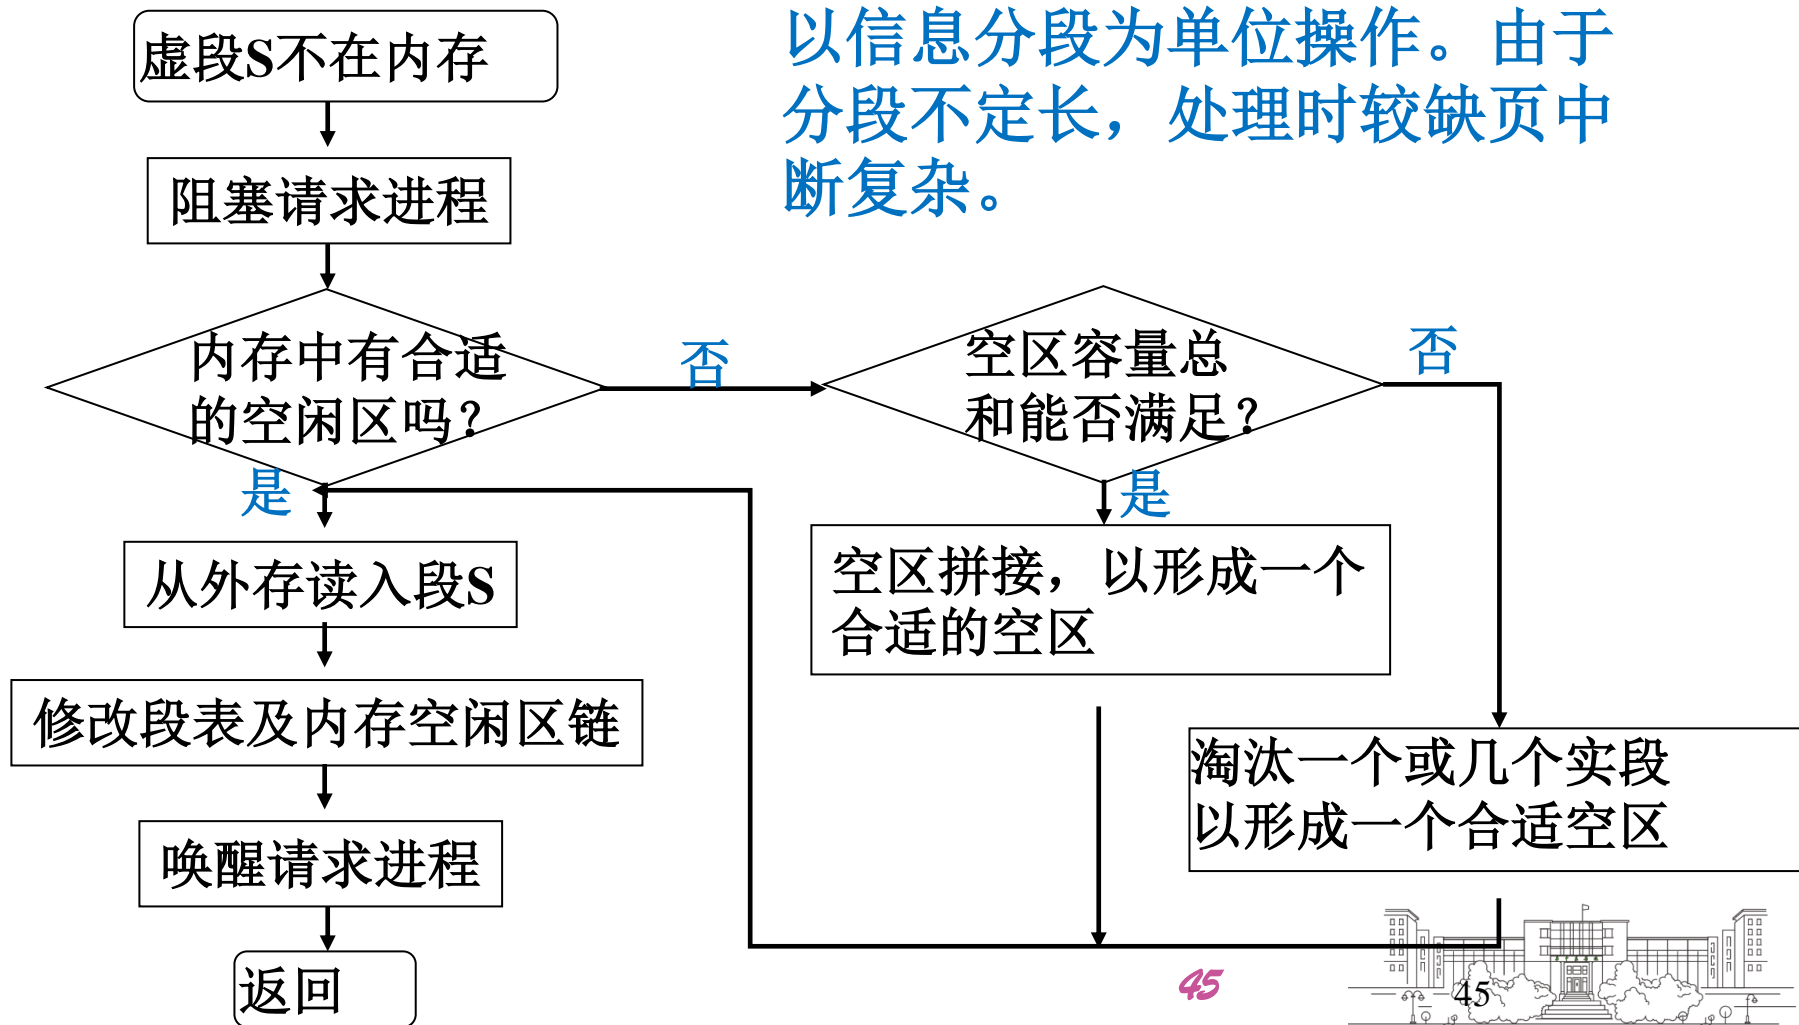 以信息分段为单位操作。由于
分段不定长，处理时较缺页中
断复杂。
虚段S不在内存
阻塞请求进程
内存中有合适
的空闲区吗？
否
空区容量总
和能否满足？
否
是
是
从外存读入段S
空区拼接，以形成一个
合适的空区
修改段表及内存空闲区链
淘汰一个或几个实段
以形成一个合适空区
唤醒请求进程
返回
45
45